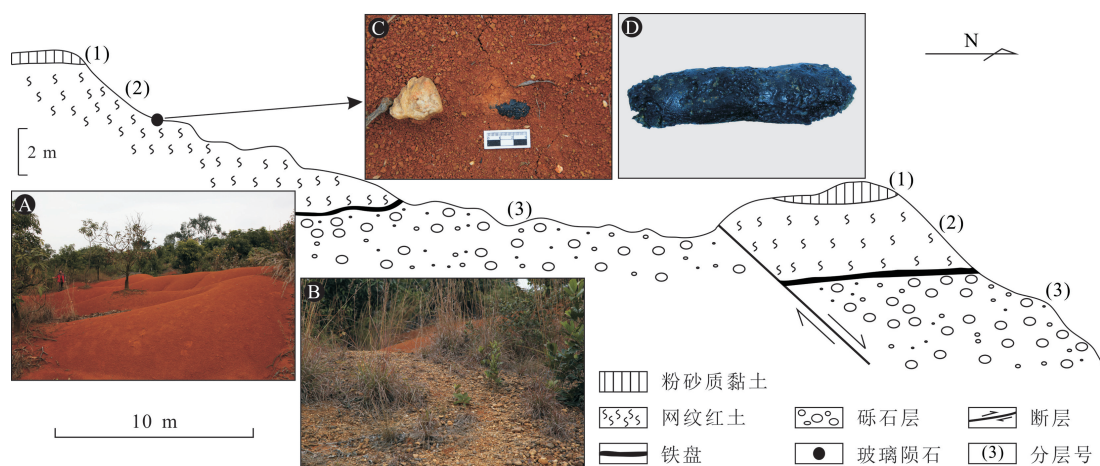 (1)
(2)
2 m
A
C
D
N
(3)
B
(1)
(2)
(3)
10 m
粉砂质黏土
网纹红土
砾石层
断层
铁盘
玻璃陨石
(3) 分层号